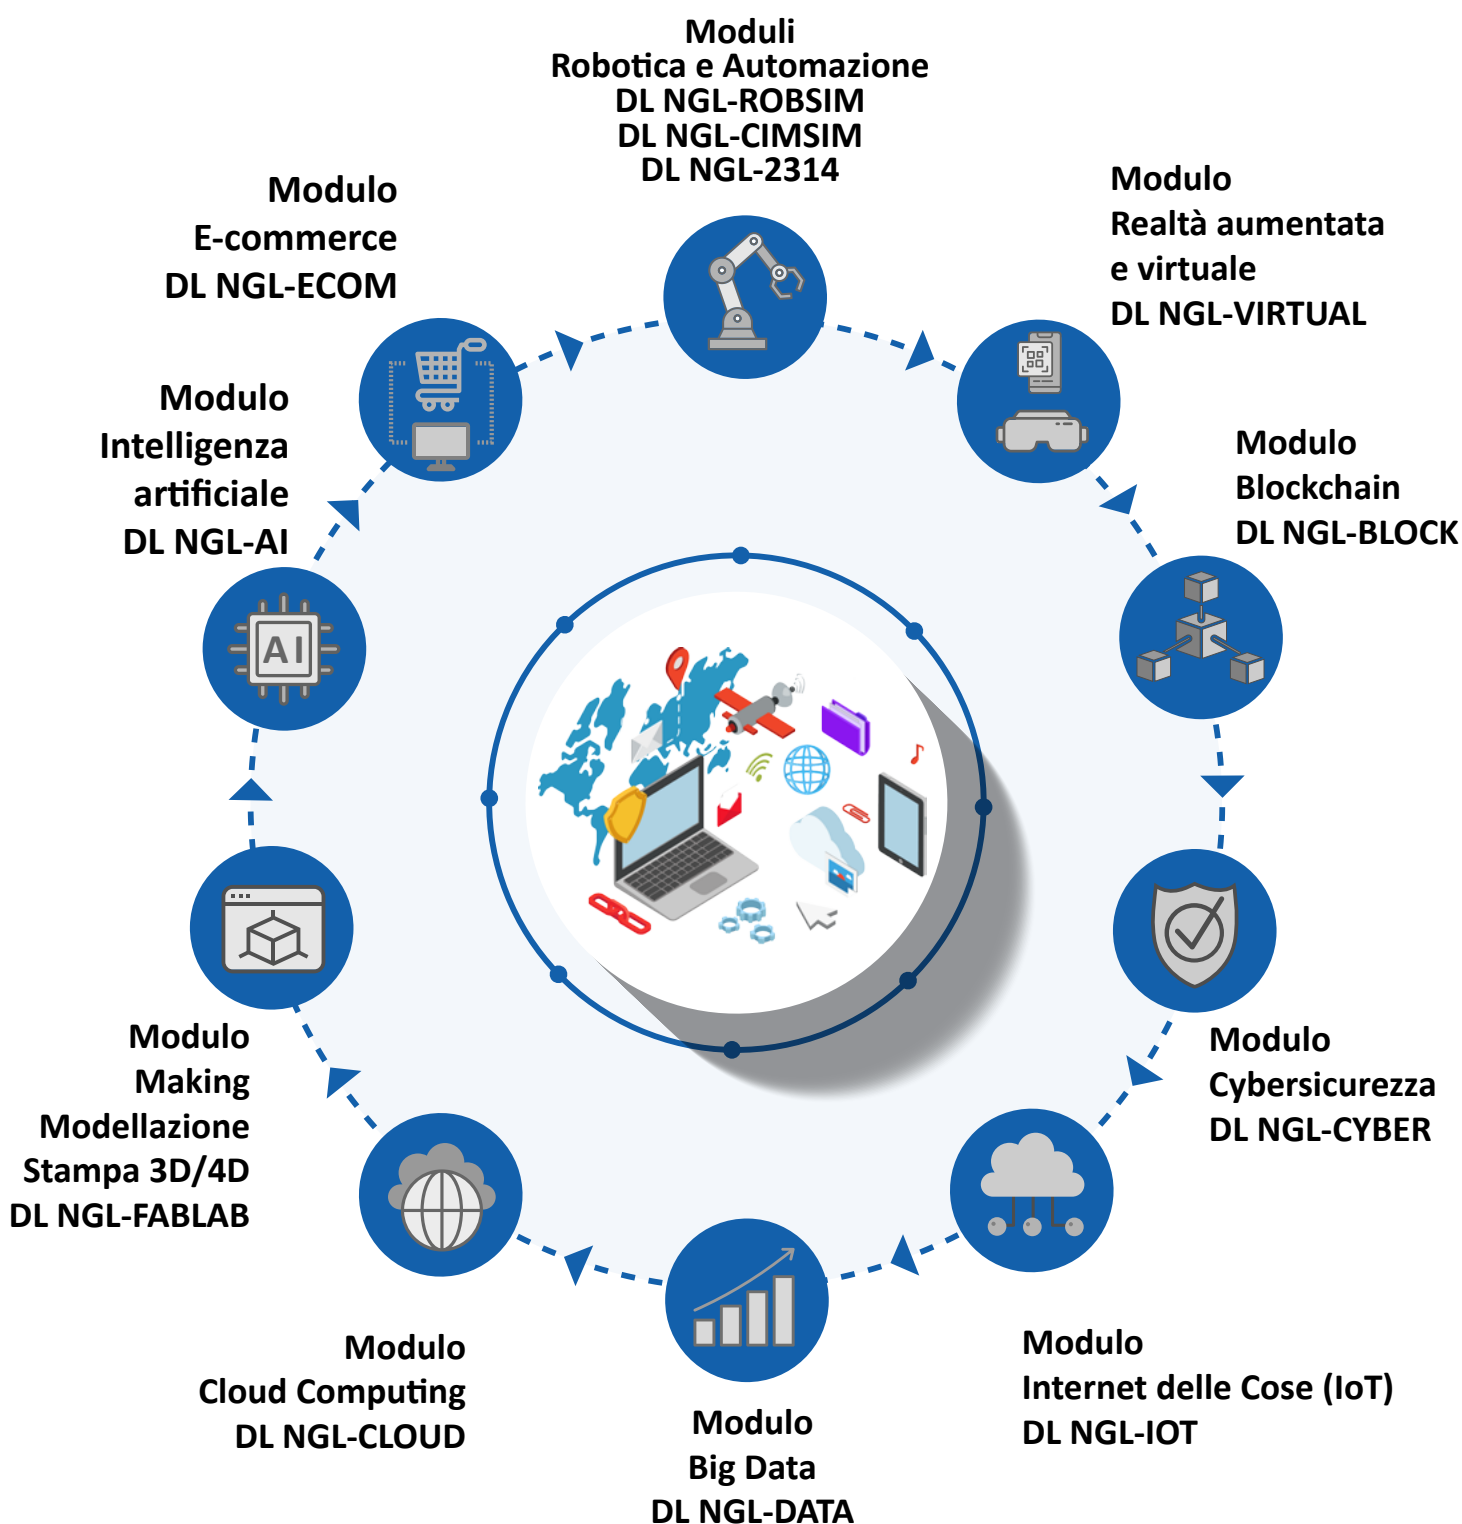 Moduli
Robotica e Automazione
DL NGL-ROBSIM
DL NGL-CIMSIM
DL NGL-2314
Modulo
Realtà aumentata
e virtuale
DL NGL-VIRTUAL
Modulo
Blockchain
DL NGL-BLOCK
Modulo
Cybersicurezza
DL NGL-CYBER
Modulo
Internet delle Cose (IoT)
DL NGL-IOT
Modulo
Big Data
DL NGL-DATA
Modulo
Cloud Computing
DL NGL-CLOUD
Modulo
Making
Modellazione
Stampa 3D/4D
DL NGL-FABLAB
Modulo
Intelligenza
artificiale
DL NGL-AI
AI
Modulo
E-commerce
DL NGL-ECOM